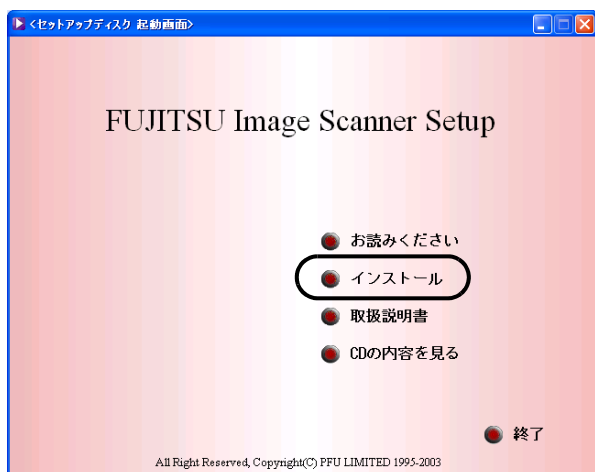 <セットアップディスク 起動画面>
FUJITSU Image Scanner Setup
お読みください
インストール
取扱説明書
CDの内容を見る
終了
All Right Reserved, Copyright(C) PFU LIMITED 1995-2003